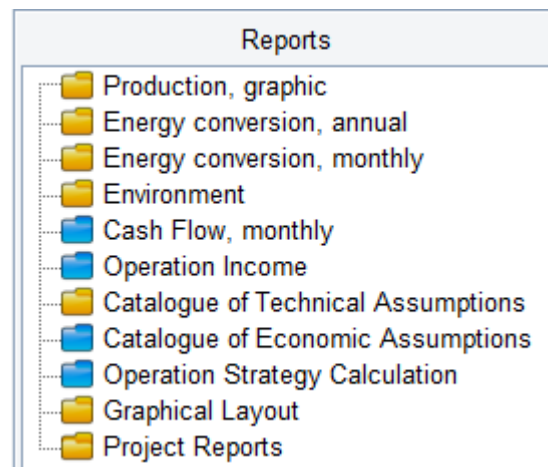 Reports
Production, graphic
Energy conversion, annual
Energy conversion, monthly
Environment
Cash Flow, monthly
Operation Income
Catalogue of Technical Assumptions
Catalogue of Economic Assumptions
Operation Strategy Calculation
Graphical Layout
Project Reports